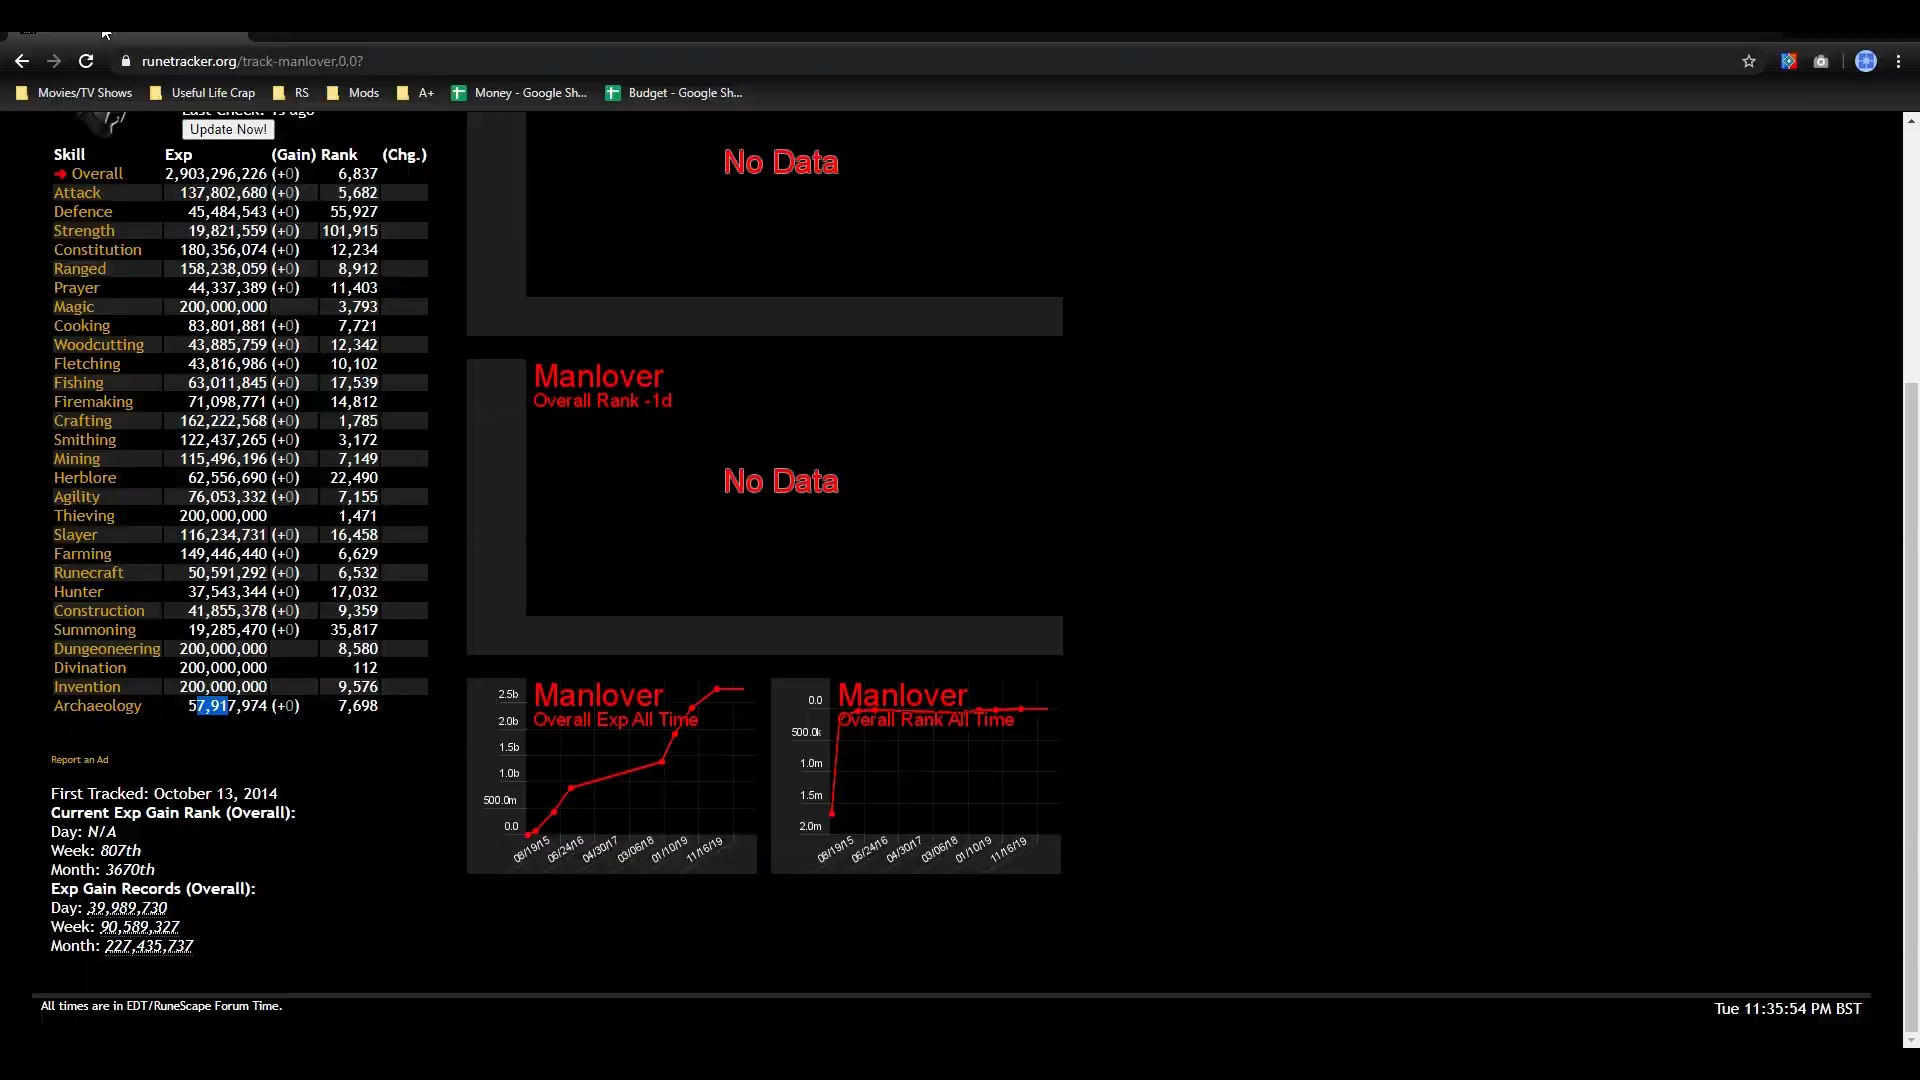 runetracker.org/track-manlover,0,0?
Movies/TV Shows Useful Life Crap RS Mods A+ Money - Google Sh... Budget - Google Sh...
Last Check: 1s ago
Update Now!
Skill Exp (Gain) Rank (Chg.)
Overall 2,903,296,226 (+0) 6,837
Attack 137,802,680 (+0) 5,682
Defence 45,484,543 (+0) 55,927
Strength 19,821,559 (+0) 101,915
Constitution 180,356,074 (+0) 12,234
Ranged 158,238,059 (+0) 8,912
Prayer 44,337,389 (+0) 11,403
Magic 200,000,000 3,793
Cooking 83,801,881 (+0) 7,721
Woodcutting 43,885,759 (+0) 12,342
Fletching 43,816,986 (+0) 10,102
Fishing 63,011,845 (+0) 17,539
Firemaking 71,098,771 (+0) 14,812
Crafting 162,222,568 (+0) 1,785
Smithing 122,437,265 (+0) 3,172
Mining 115,496,196 (+0) 7,149
Herblore 62,556,690 (+0) 22,490
Agility 76,053,332 (+0) 7,155
Thieving 200,000,000 1,471
Slayer 116,234,731 (+0) 16,458
Farming 149,446,440 (+0) 6,629
Runecraft 50,591,292 (+0) 6,532
Hunter 37,543,344 (+0) 17,032
Construction 41,855,378 (+0) 9,359
Summoning 19,285,470 (+0) 35,817
Dungeoneering 200,000,000 8,580
Divination 200,000,000 112
Invention 200,000,000 9,576
Archaeology 57,917,974 (+0) 7,698
Report an Ad
First Tracked: October 13, 2014
Current Exp Gain Rank (Overall):
Day: N/A
Week: 807th
Month: 3670th
Exp Gain Records (Overall):
Day: 39,989,730
Week: 90,589,327
Month: 227,435,737
No Data
Manlover
Overall Rank -1d
No Data
Manlover
Overall Exp All Time
2.5b
2.0b
1.5b
1.0b
500.0m
0.0
08/19/15 06/24/16 04/30/17 03/06/18 01/10/19 11/16/19
Manlover
Overall Rank All Time
0.0
500.0k
1.0m
1.5m
2.0m
08/19/15 06/24/16 04/30/17 03/06/18 01/10/19 11/16/19
All times are in EDT/RuneScape Forum Time.
Tue 11:35:54 PM BST